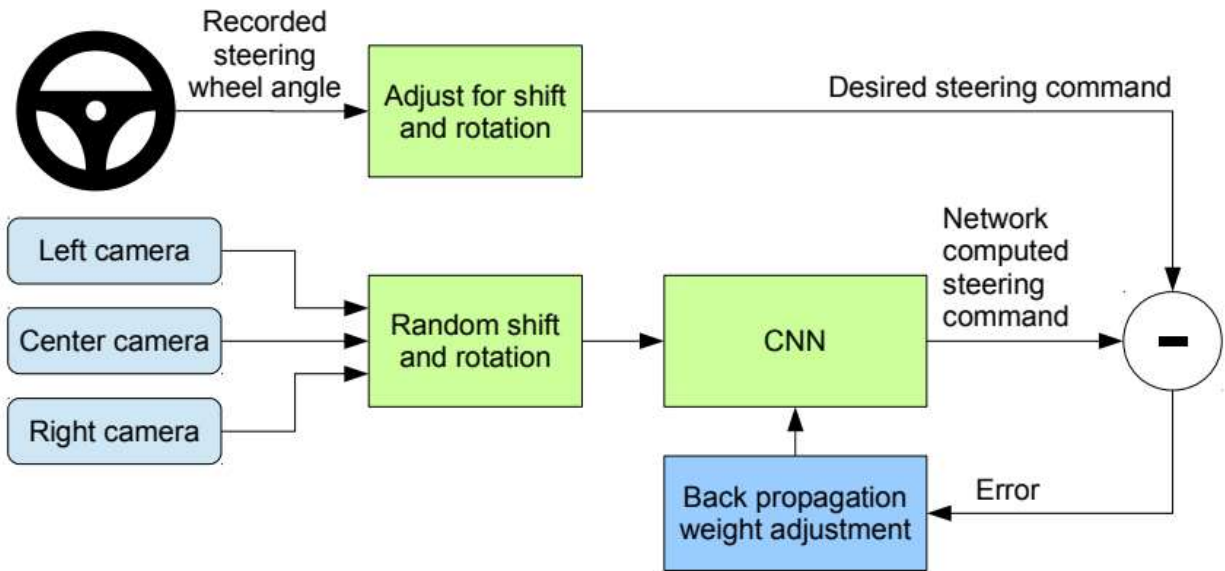 Recorded
steering
wheel angle
Adjust for shift
and rotation
Desired steering command
Left camera
Center camera
Right camera
Random shift
and rotation
CNN
Network
computed
steering
command
-
Back propagation
weight adjustment
Error